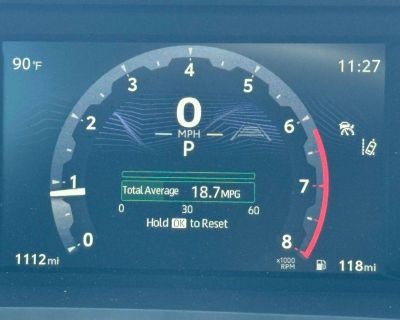 90°F
11:27
4
3 5
2 6
0
MPH
P
1 7
Total Average 18.7MPG
0 30 60
Hold OK to Reset
0 8
x1000
RPM
1112mi
118mi